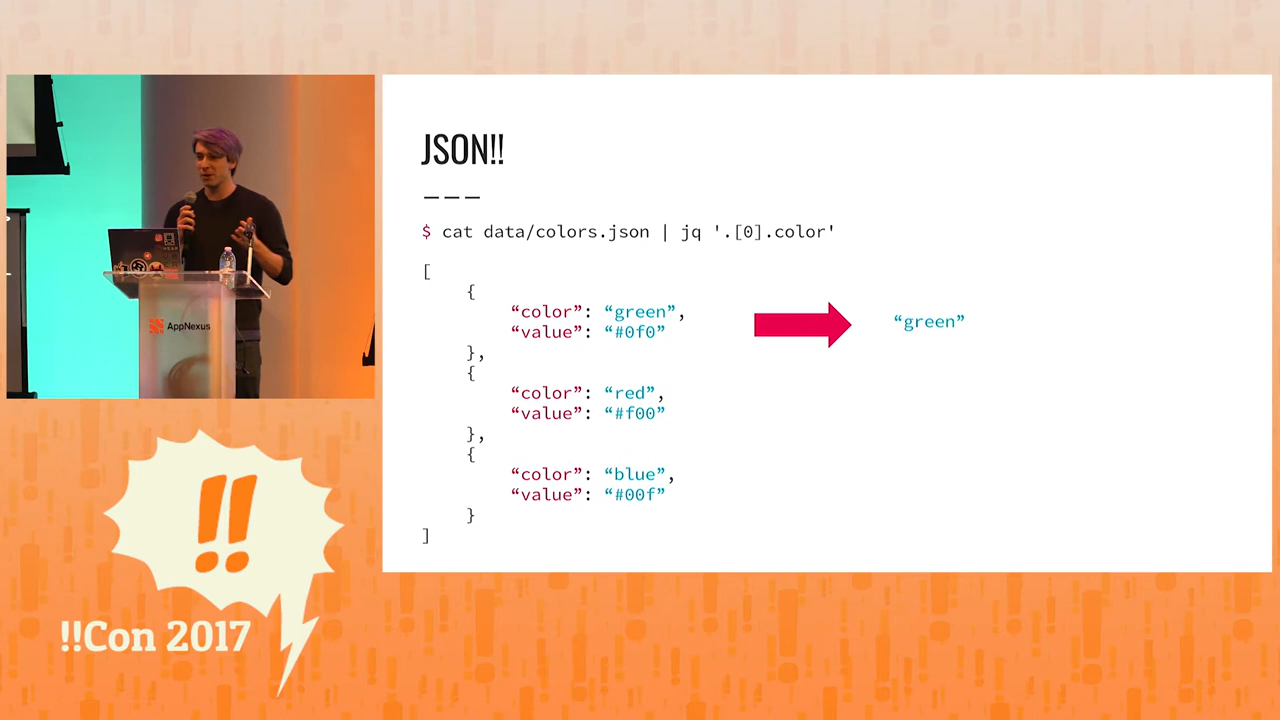 JSON!!
---
$ cat data/colors.json | jq '.[0].color'
[
{
“color”: “green”,
“value”: “#0f0”
},
{
“color”: “red”,
“value”: “#f00”
},
{
“color”: “blue”,
“value”: “#00f”
}
]
“green”
AppNexus
!!
!!Con 2017